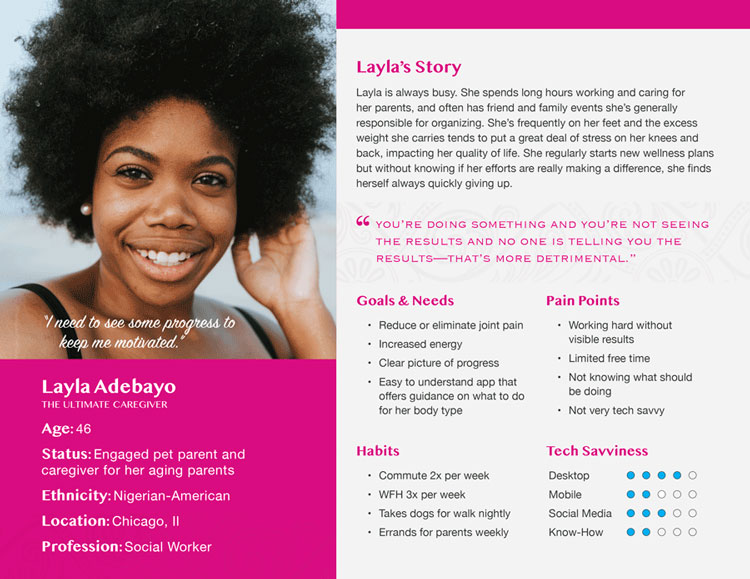 "I need to see some progress to
keep me motivated."
Layla Adebayo
THE ULTIMATE CAREGIVER
Age: 46
Status: Engaged pet parent and
caregiver for her aging parents
Ethnicity: Nigerian-American
Location: Chicago, Il
Profession: Social Worker
Layla's Story
Layla is always busy. She spends long hours working and caring for
her parents, and often has friend and family events she's generally
responsible for organizing. She's frequently on her feet and the excess
weight she carries tends to put a great deal of stress on her knees and
back, impacting her quality of life. She regularly starts new wellness plans
but without knowing if her efforts are really making a difference, she finds
herself always quickly giving up.
“YOU'RE DOING SOMETHING AND YOU'RE NOT SEEING
THE RESULTS AND NO ONE IS TELLING YOU THE
RESULTS—THAT'S MORE DETRIMENTAL.”
Goals & Needs
• Reduce or eliminate joint pain
• Increased energy
• Clear picture of progress
• Easy to understand app that
offers guidance on what to do
for her body type
Pain Points
• Working hard without
visible results
• Limited free time
• Not knowing what should
be doing
• Not very tech savvy
Habits
• Commute 2x per week
• WFH 3x per week
• Takes dogs for walk nightly
• Errands for parents weekly
Tech Savviness
Desktop
Mobile
Social Media
Know-How